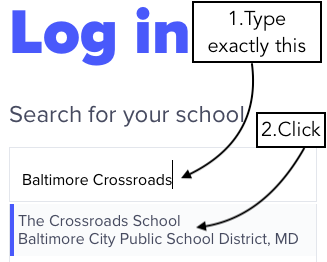 Log in
1.Type
exactly this
Search for your school
2.Click
Baltimore Crossroads
The Crossroads School
Baltimore City Public School District, MD